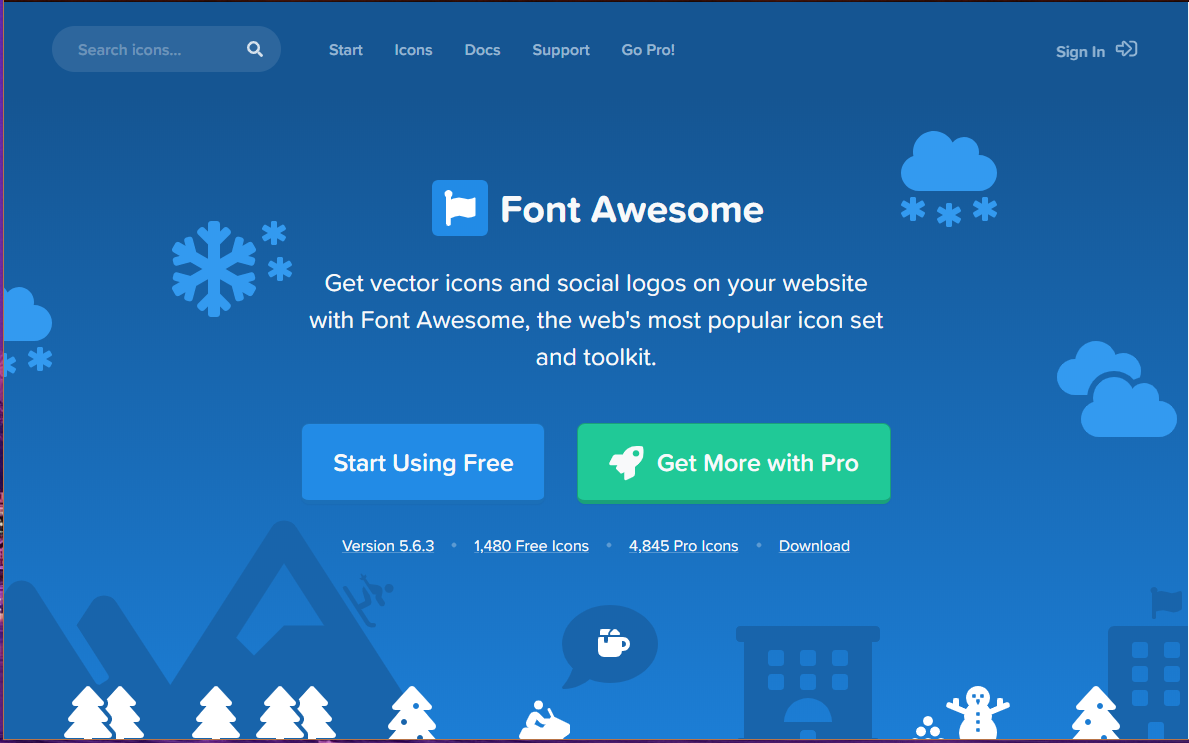 Search icons...
Start
Icons
Docs
Support
Go Pro!
Sign In
Font Awesome
Get vector icons and social logos on your website
with Font Awesome, the web's most popular icon set
and toolkit.
Start Using Free
Get More with Pro
Version 5.6.3 • 1,480 Free Icons • 4,845 Pro Icons • Download